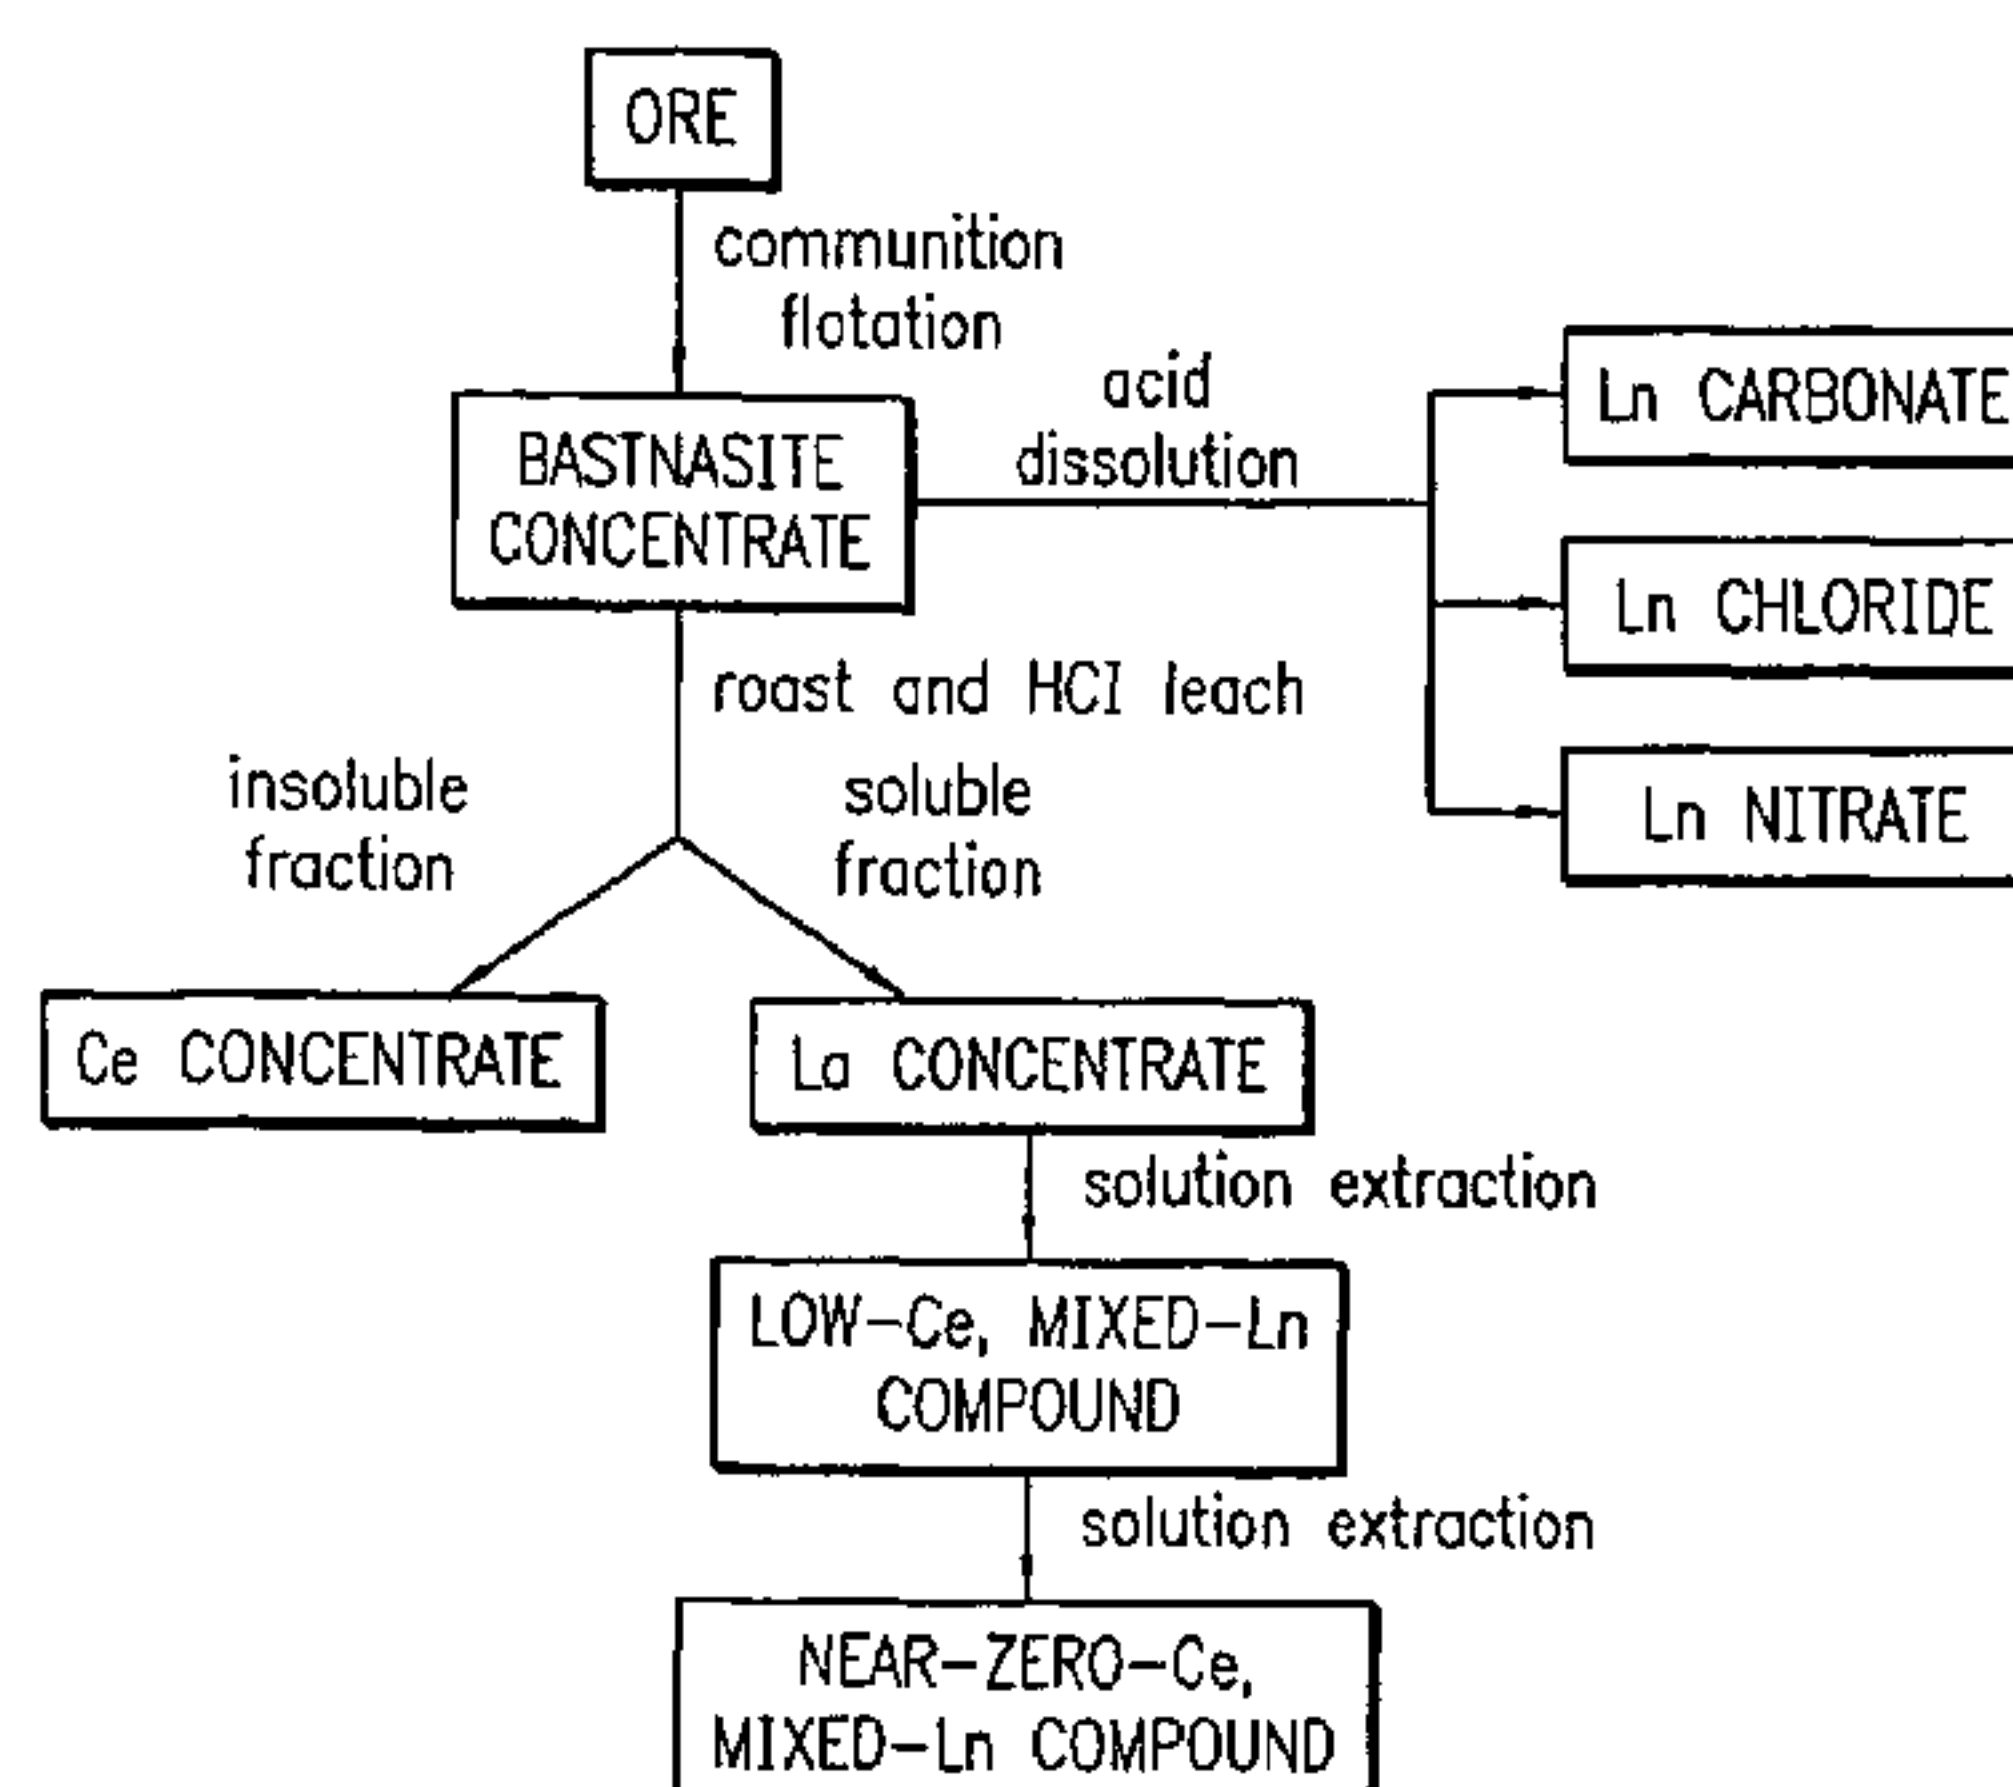 ORE
communition
flotation
BASTNASITE
CONCENTRATE
acid
dissolution
Ln CARBONATE
Ln CHLORIDE
Ln NITRATE
roast and HCl leach
insoluble
fraction
soluble
fraction
Ce CONCENTRATE
La CONCENTRATE
solution extraction
LOW-Ce, MIXED-Ln
COMPOUND
solution extraction
NEAR-ZERO-Ce,
MIXED-Ln COMPOUND